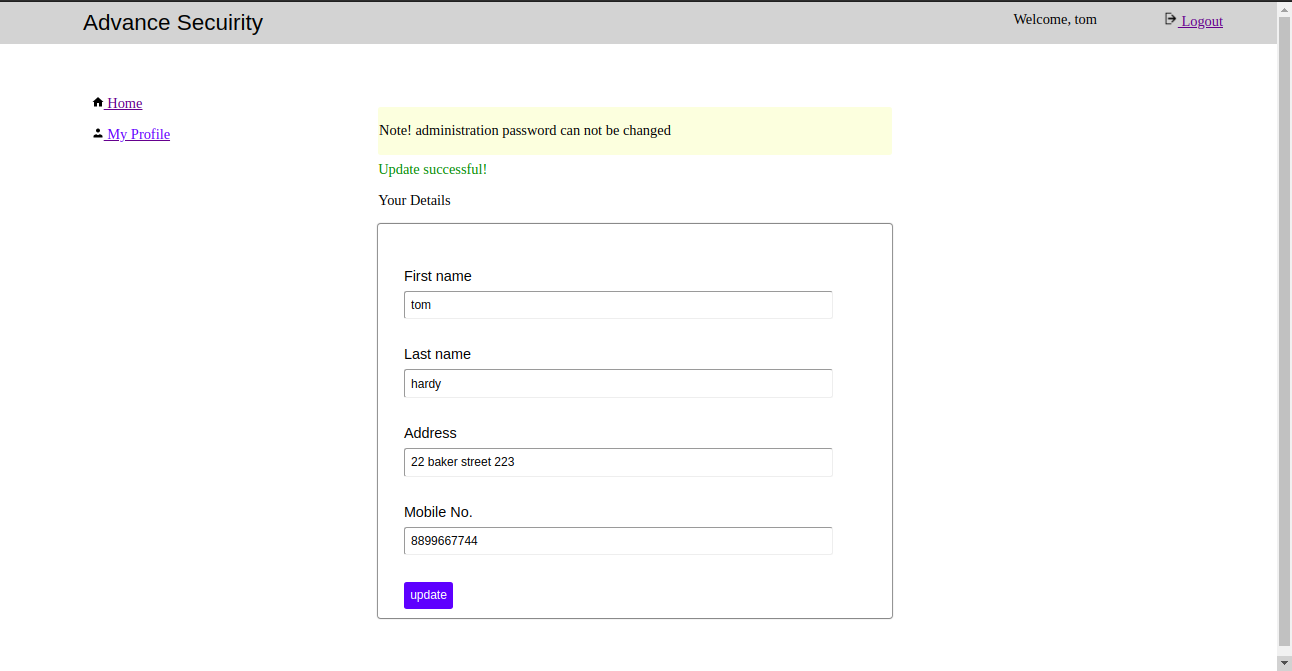 Advance Secuirity
Welcome, tom
Logout
Home
My Profile
Note! administration password can not be changed
Update successful!
Your Details
First name
tom
Last name
hardy
Address
22 baker street 223
Mobile No.
8899667744
update